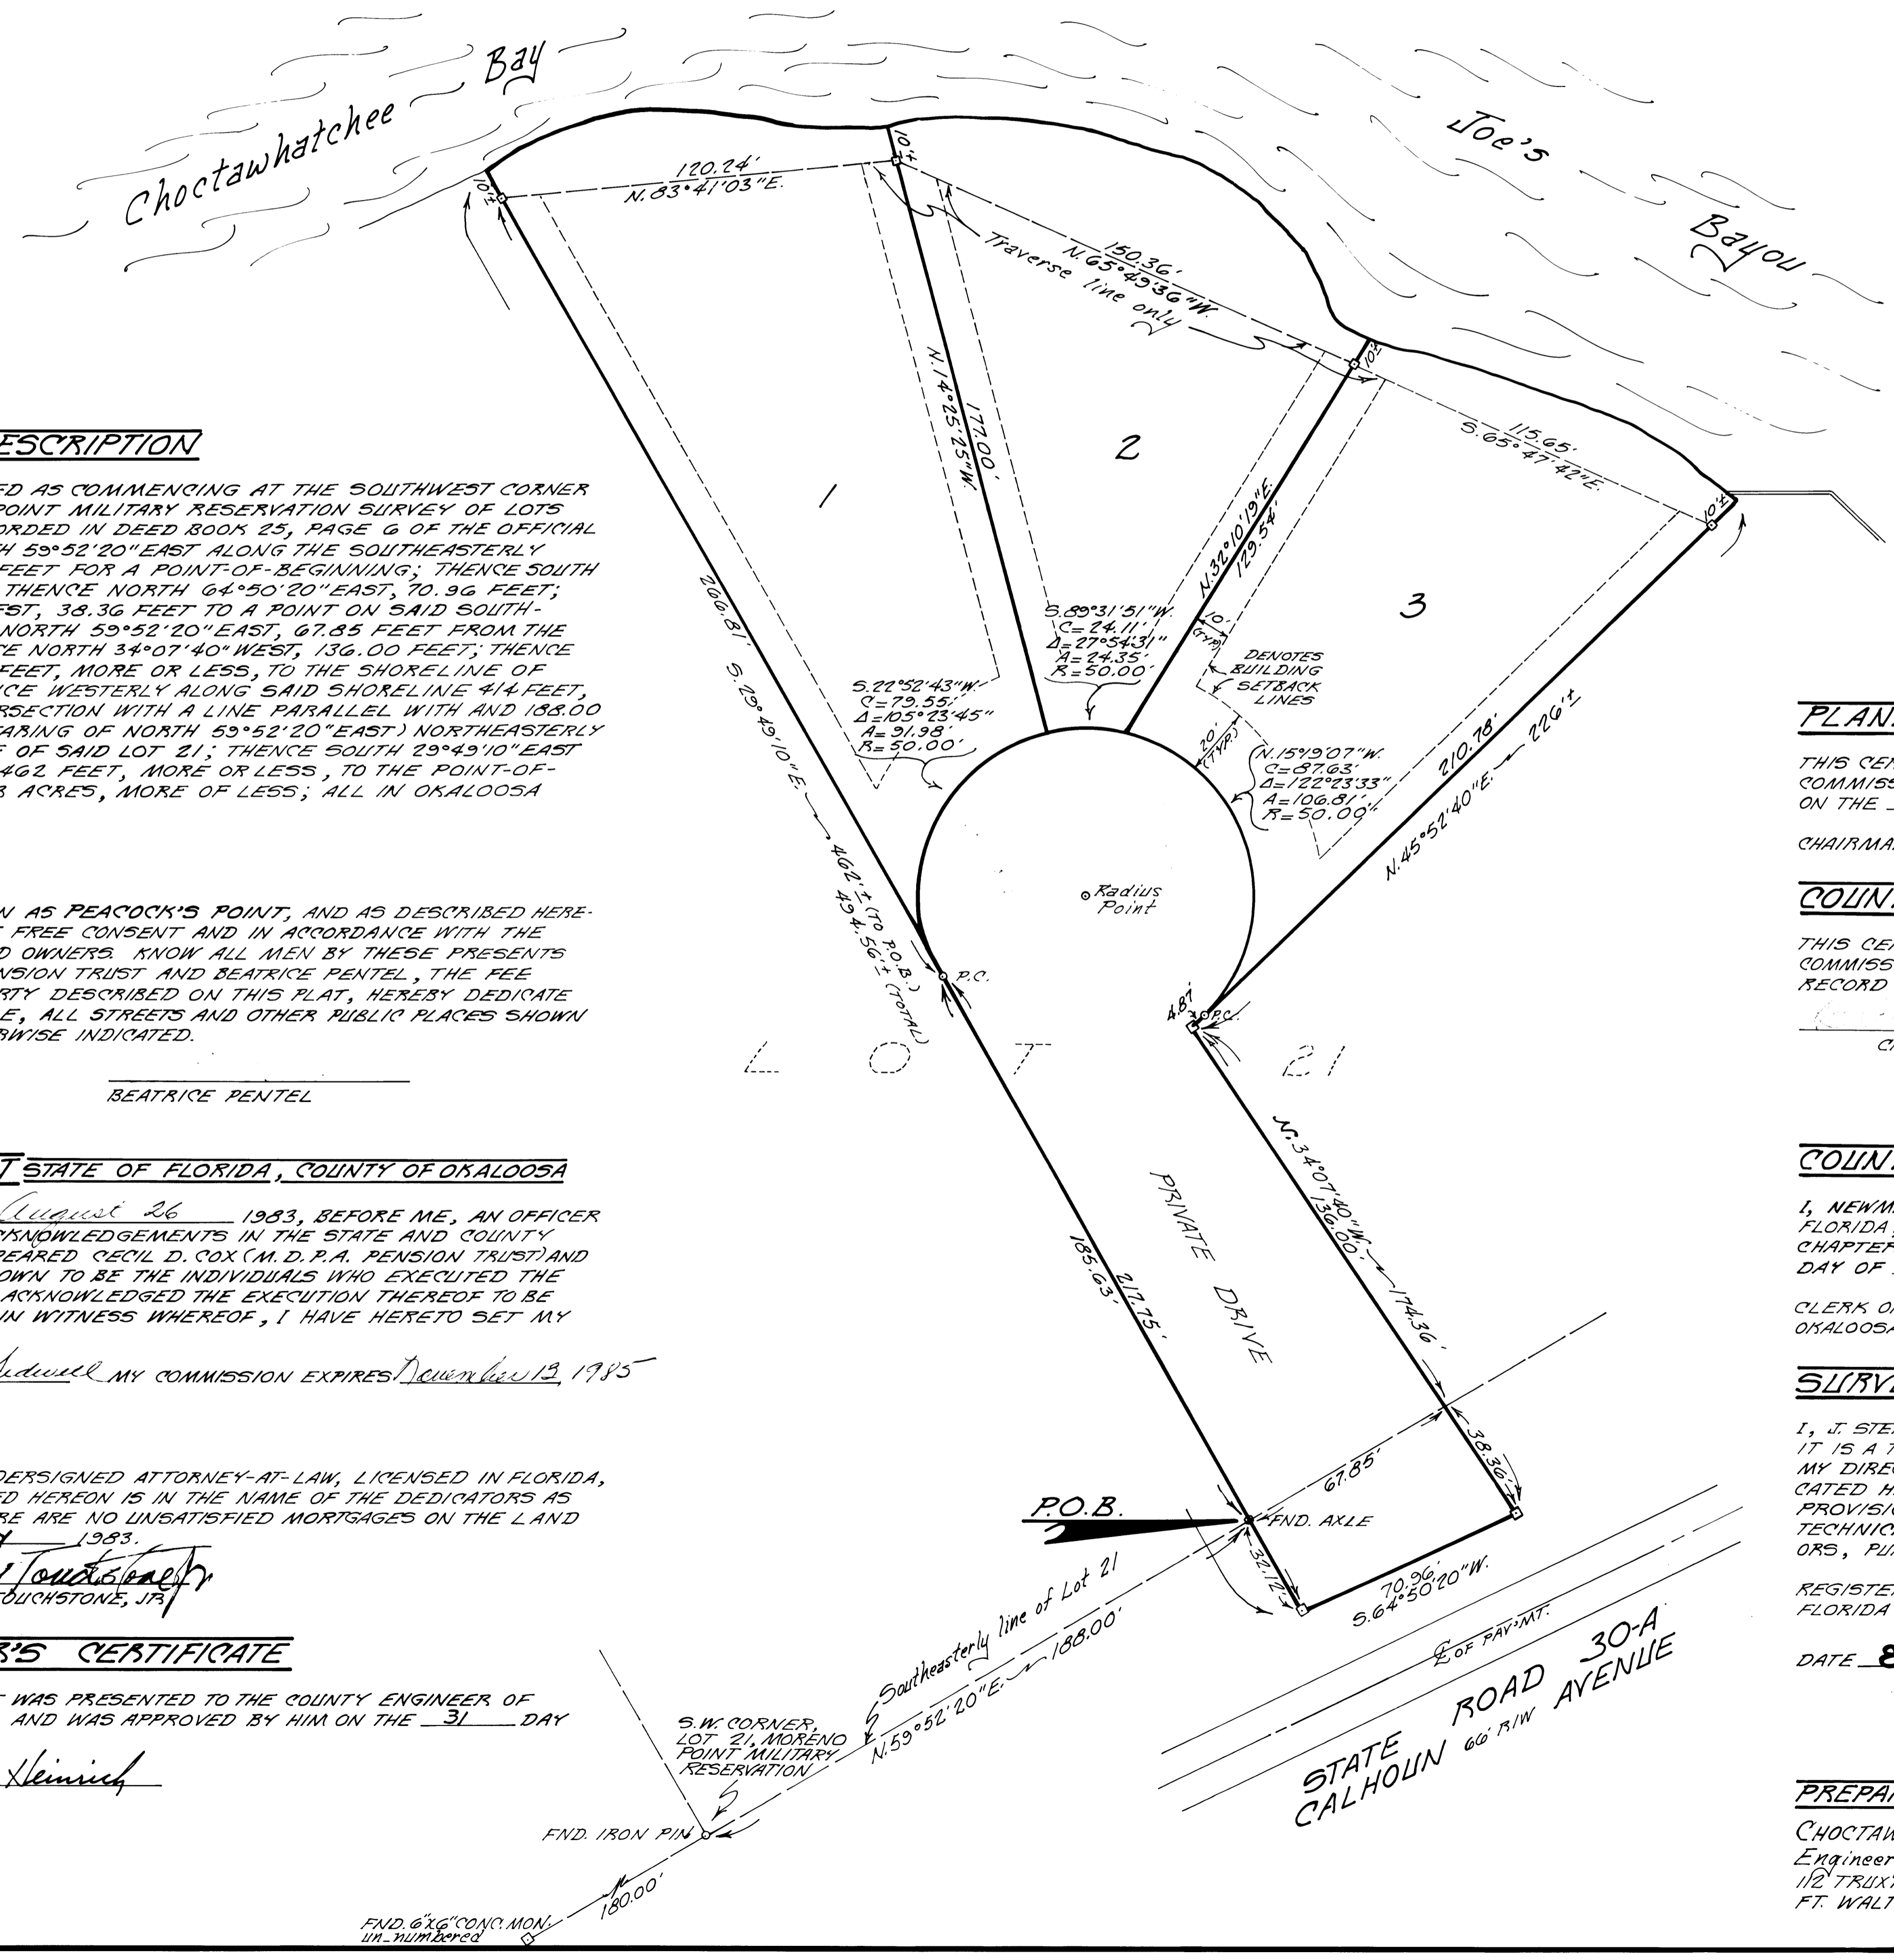 Choctawhatchee Bay
Joe's Bayou
10'±
120.24'
N.83°41'03"E.
10'±
150.36'
N.65°49'36"W.
Traverse line only
10'±
115.65'
S.65°47'42"E.
10'±
1
2
3
N.14°25'25"W.
177.00'
N.32°10'19"E.
129.54'
10'
(TYP.)
DENOTES
BUILDING
SETBACK
LINES
20'
(TYP.)
S.89°31'51"W.
C=24.11'
Δ=27°54'31"
A=24.35'
R=50.00'
S.22°52'43"W.
C=79.55'
Δ=105°23'45"
A=91.98'
R=50.00'
N.15°19'07"W.
C=87.63'
Δ=122°23'33"
A=106.81'
R=50.00'
266.81'
S.29°49'10"E.
462'± (TO P.O.B.)
494.56'± (TOTAL)
210.78'
N.45°52'40"E.
226'±
Radius
Point
P.C.
4.87'
P.C.
LOT 21
PRIVATE DRIVE
N.34°07'40"W.
136.00'
174.36'
185.63'
217.75'
38.36'
67.85'
P.O.B.
FND. AXLE
32.12'
70.96'
S.64°50'20"W.
℄ OF PAV'MT.
STATE ROAD 30-A
CALHOUN 66' R/W AVENUE
Southeasterly line of Lot 21
N.59°52'20"E. 188.00'
S.W. CORNER,
LOT 21, MORENO
POINT MILITARY
RESERVATION
FND. IRON PIN
180.00'
FND. 6"X6" CONC. MON.
un-numbered
ESCRIPTION
ED AS COMMENCING AT THE SOUTHWEST CORNER
POINT MILITARY RESERVATION SURVEY OF LOTS
ORDED IN DEED BOOK 25, PAGE 6 OF THE OFFICIAL
H 59°52'20" EAST ALONG THE SOUTHEASTERLY
FEET FOR A POINT-OF-BEGINNING; THENCE SOUTH
THENCE NORTH 64°50'20" EAST, 70.96 FEET;
EST, 38.36 FEET TO A POINT ON SAID SOUTH-
NORTH 59°52'20" EAST, 67.85 FEET FROM THE
CE NORTH 34°07'40" WEST, 136.00 FEET; THENCE
FEET, MORE OR LESS, TO THE SHORELINE OF
NCE WESTERLY ALONG SAID SHORELINE 414 FEET,
RSECTION WITH A LINE PARALLEL WITH AND 188.00
ARING OF NORTH 59°52'20" EAST) NORTHEASTERLY
E OF SAID LOT 21; THENCE SOUTH 29°49'10" EAST
462 FEET, MORE OR LESS, TO THE POINT-OF-
3 ACRES, MORE OF LESS; ALL IN OKALOOSA
N AS PEACOCK'S POINT, AND AS DESCRIBED HERE-
FREE CONSENT AND IN ACCORDANCE WITH THE
D OWNERS. KNOW ALL MEN BY THESE PRESENTS
NSION TRUST AND BEATRICE PENTEL, THE FEE
RTY DESCRIBED ON THIS PLAT, HEREBY DEDICATE
E, ALL STREETS AND OTHER PUBLIC PLACES SHOWN
RWISE INDICATED.
BEATRICE PENTEL
T STATE OF FLORIDA, COUNTY OF OKALOOSA
August 26 1983, BEFORE ME, AN OFFICER
CKNOWLEDGEMENTS IN THE STATE AND COUNTY
PEARED CECIL D. COX (M.D.P.A. PENSION TRUST) AND
OWN TO BE THE INDIVIDUALS WHO EXECUTED THE
ACKNOWLEDGED THE EXECUTION THEREOF TO BE
IN WITNESS WHEREOF, I HAVE HERETO SET MY
MY COMMISSION EXPIRES November 13, 1985
DERSIGNED ATTORNEY-AT-LAW, LICENSED IN FLORIDA,
ED HEREON IS IN THE NAME OF THE DEDICATORS AS
RE ARE NO UNSATISFIED MORTGAGES ON THE LAND
1983.
Touchstone Jr
TOUCHSTONE, JR.
R'S CERTIFICATE
T WAS PRESENTED TO THE COUNTY ENGINEER OF
AND WAS APPROVED BY HIM ON THE 31 DAY
Heinrich
PLAN
THIS CER
COMMISS
ON THE
CHAIRMA
COUN
THIS CER
COMMISS
RECORD
C
COUN
I, NEWM
FLORIDA,
CHAPTER
DAY OF
CLERK O
OKALOOSA
SURVE
I, J. STE
IT IS A T
MY DIREC
CATED H
PROVISIO
TECHNIC
ORS, PU
REGISTE
FLORIDA
DATE 8
PREPA
CHOCTAW
Engineer
112 TRUX
FT. WALT